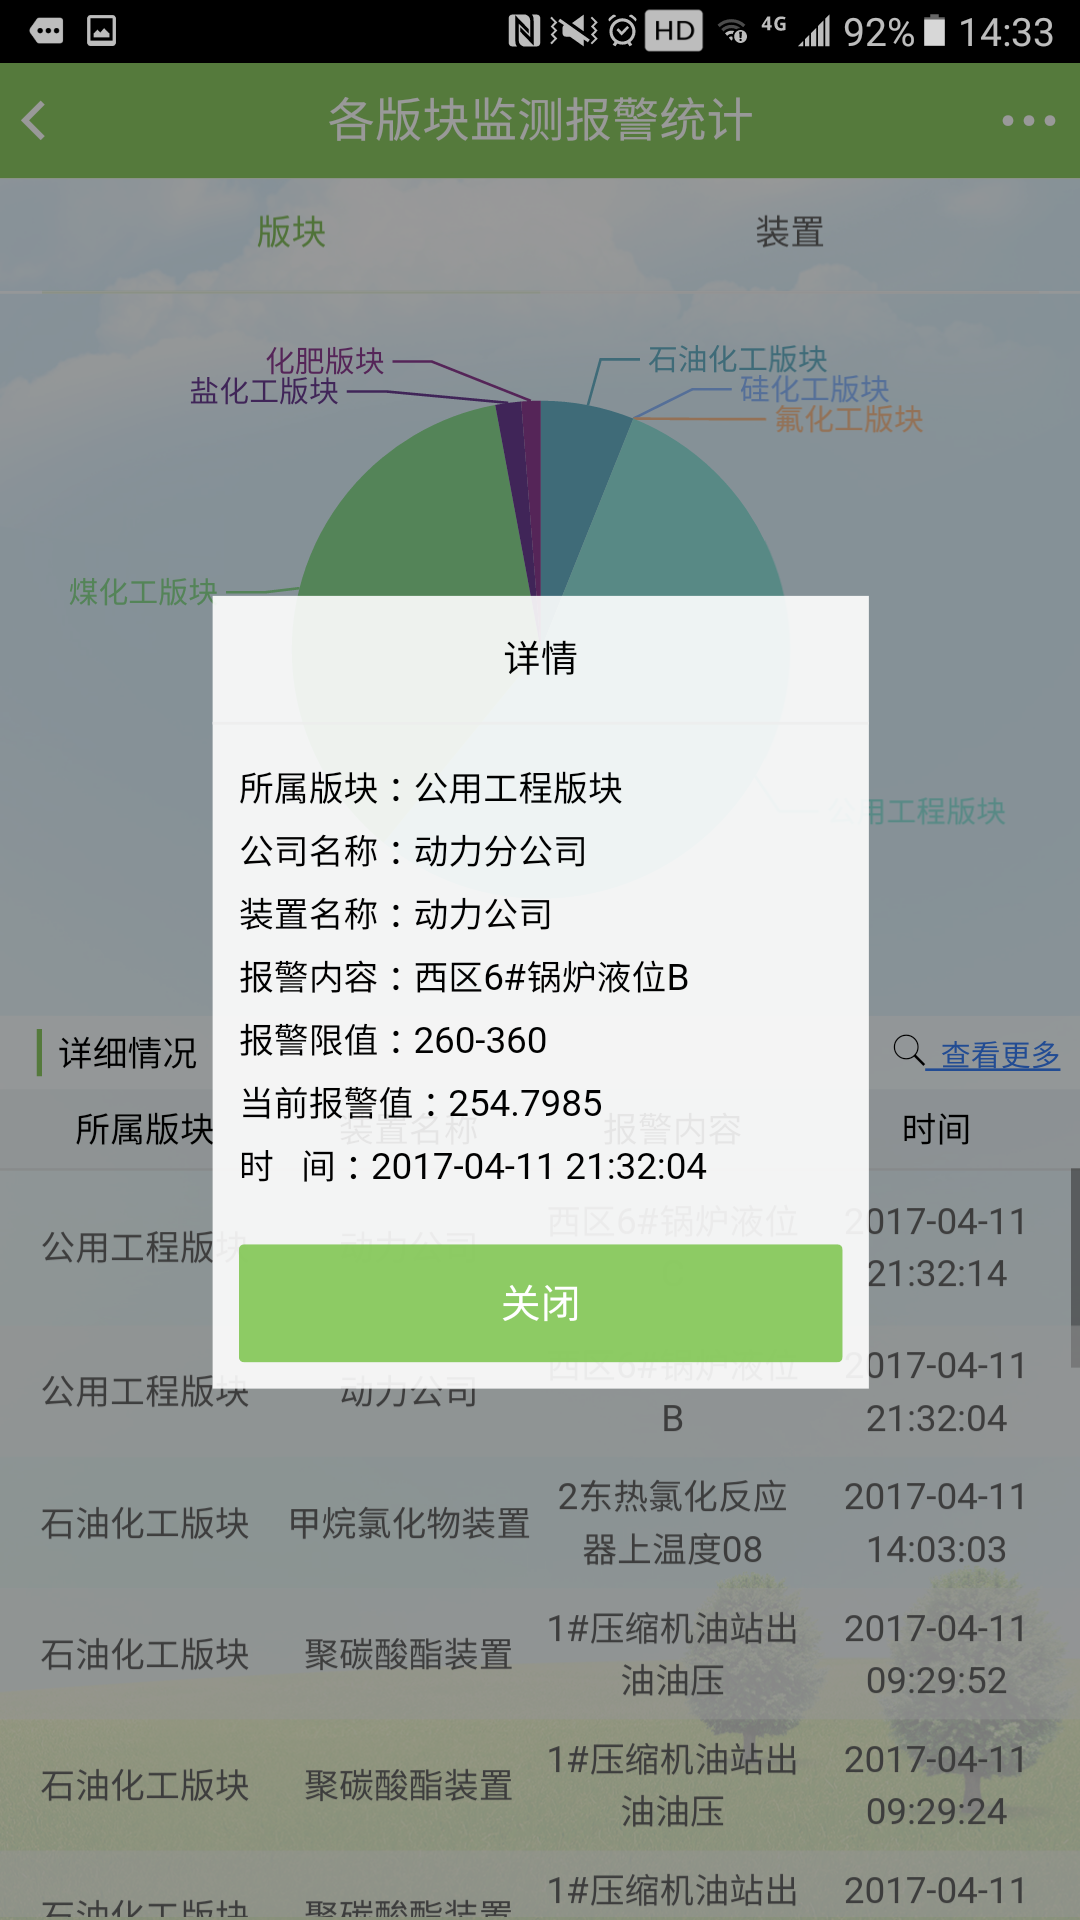 HD 4G 92% 14:33
各版块监测报警统计
版块 装置
化肥版块
盐化工版块
石油化工版块
硅化工版块
氟化工版块
煤化工版块
公用工程版块
详情
所属版块：公用工程版块
公司名称：动力分公司
装置名称：动力公司
报警内容：西区6#锅炉液位B
报警限值：260-360
当前报警值：254.7985
时 间：2017-04-11 21:32:04
关闭
详细情况 查看更多
所属版块 装置名称 报警内容 时间
公用工程版块 动力公司 西区6#锅炉液位 2017-04-11
21:32:14
公用工程版块 动力公司 西区6#锅炉液位 2017-04-11
B 21:32:04
石油化工版块 甲烷氯化物装置 2东热氯化反应 2017-04-11
器上温度08 14:03:03
石油化工版块 聚碳酸酯装置 1#压缩机油站出 2017-04-11
油油压 09:29:52
石油化工版块 聚碳酸酯装置 1#压缩机油站出 2017-04-11
油油压 09:29:24
石油化工版块 聚碳酸酯装置 1#压缩机油站出 2017-04-11